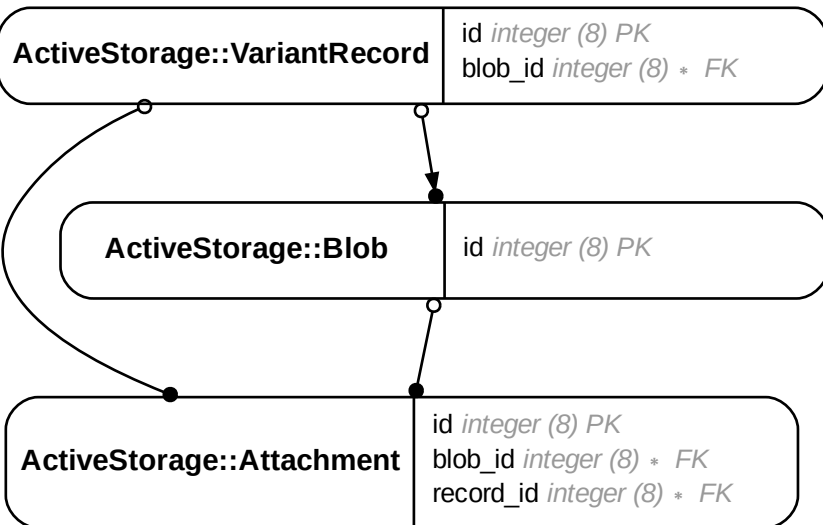 ActiveStorage::VariantRecord
id integer (8) PK
blob_id integer (8) ∗ FK
ActiveStorage::Blob
id integer (8) PK
ActiveStorage::Attachment
id integer (8) PK
blob_id integer (8) ∗ FK
record_id integer (8) ∗ FK